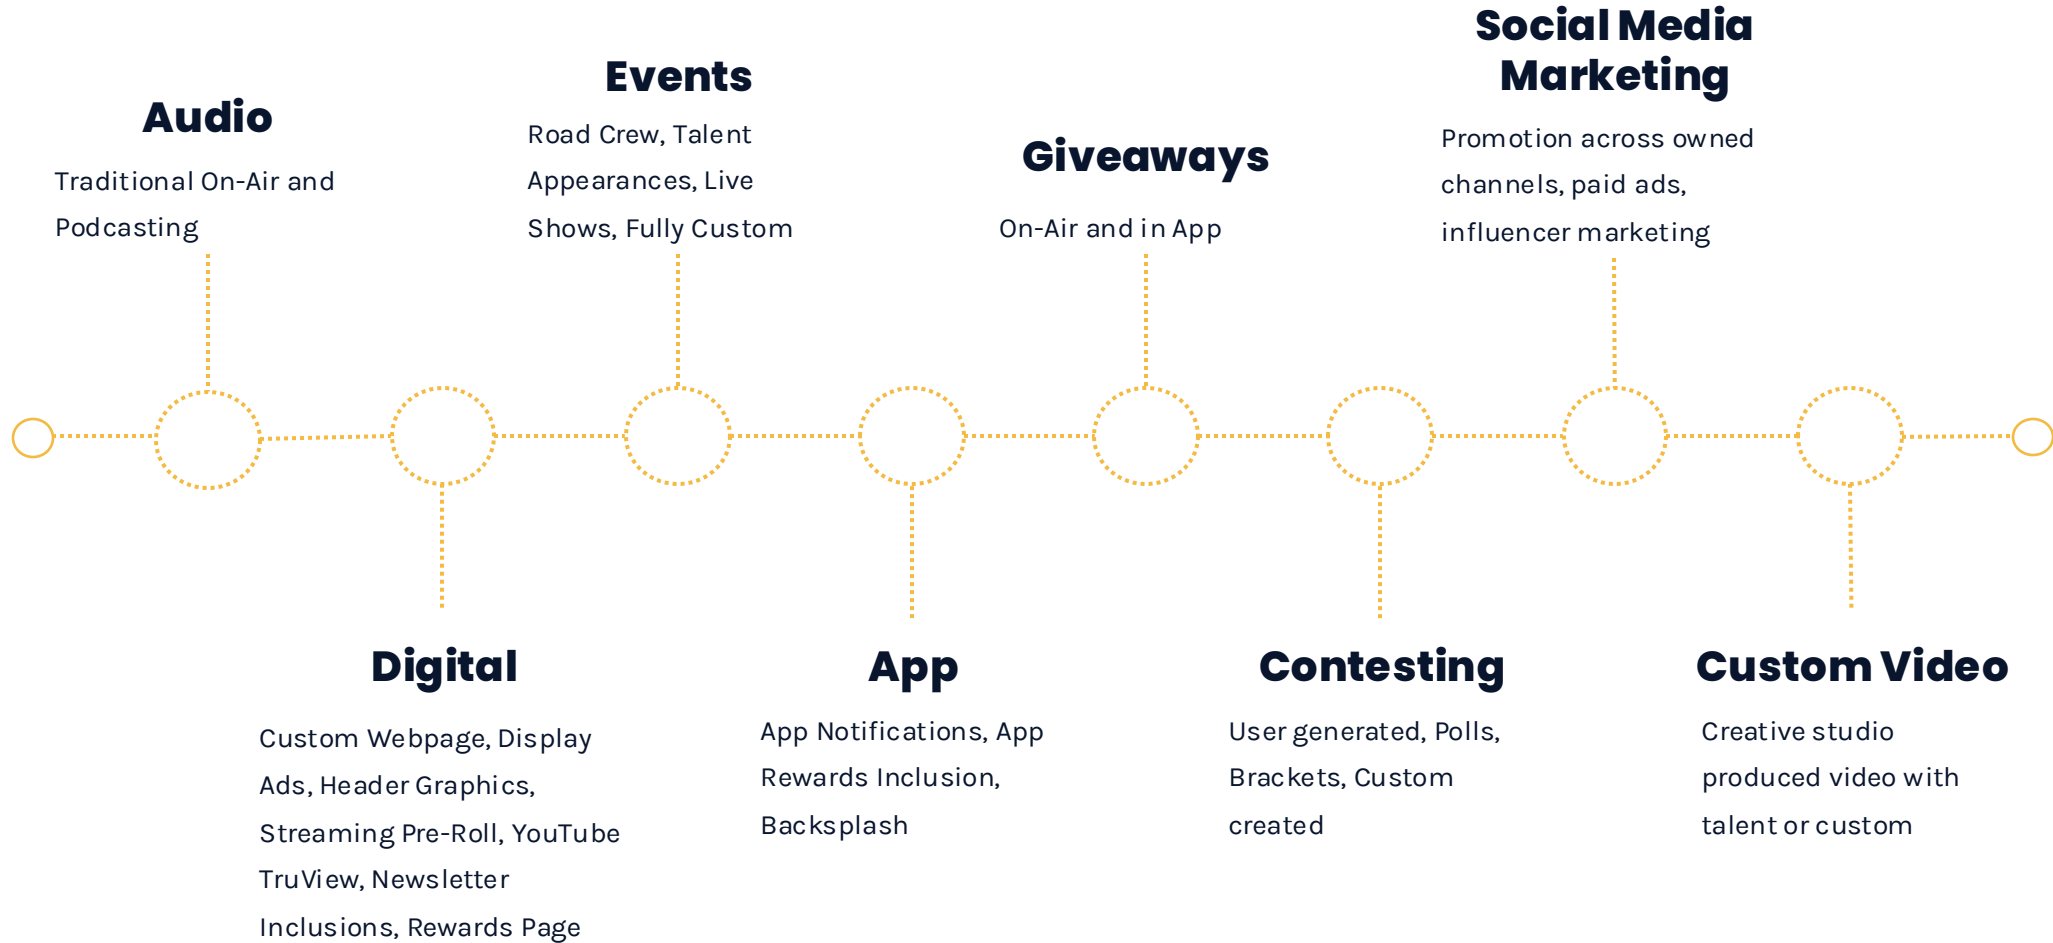 Audio
Traditional On-Air and
Podcasting
Digital
Custom Webpage, Display
Ads, Header Graphics,
Streaming Pre-Roll, YouTube
TruView, Newsletter
Inclusions, Rewards Page
Events
Road Crew, Talent
Appearances, Live
Shows, Fully Custom
App
App Notifications, App
Rewards Inclusion,
Backsplash
Giveaways
On-Air and in App
Contesting
User generated, Polls,
Brackets, Custom
created
Social Media
Marketing
Promotion across owned
channels, paid ads,
influencer marketing
Custom Video
Creative studio
produced video with
talent or custom